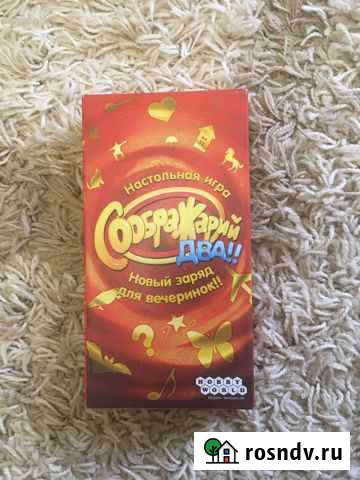 Настольная игра
Соображарий
ДВА!!
Новый заряд
для вечеринок!!
?
HOBBY
WORLD
rosndv.ru